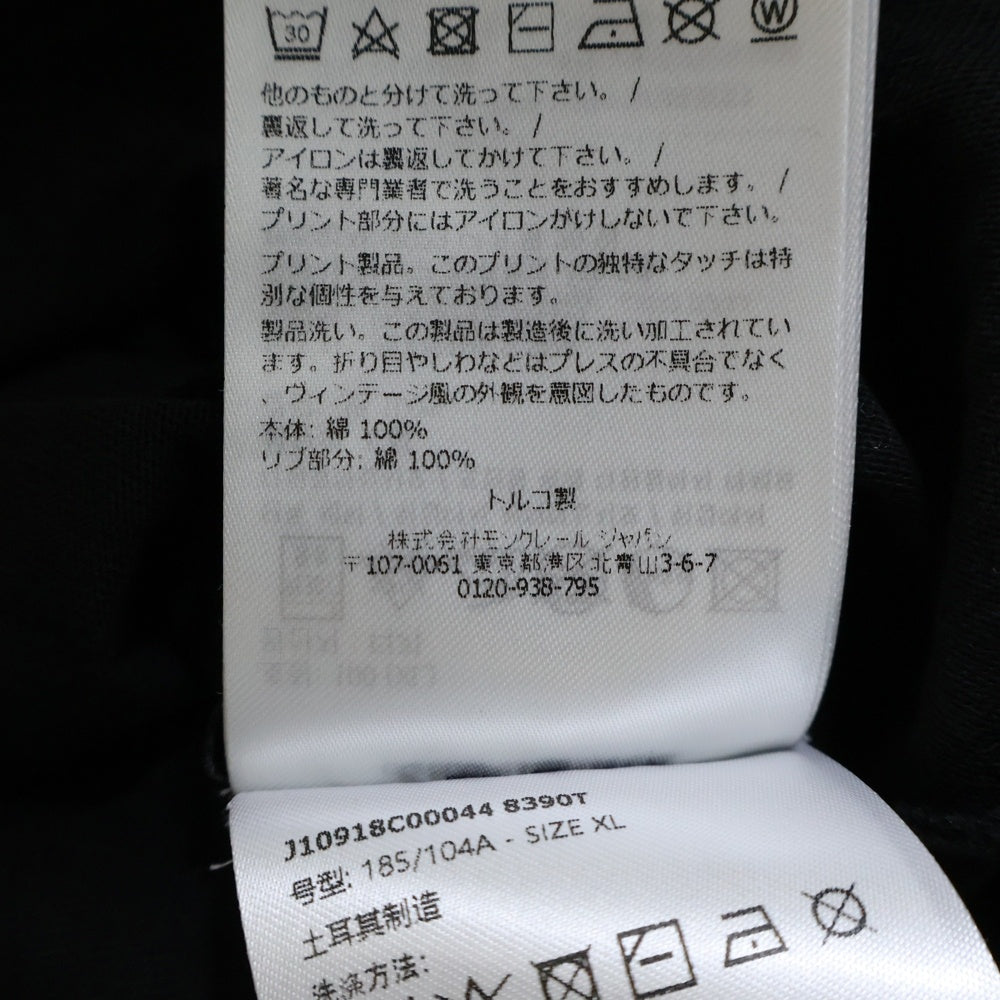 30
W
他のものと分けて洗って下さい。 /
裏返して洗って下さい。 /
アイロンは裏返してかけて下さい。 /
著名な専門業者で洗うことをおすすめします。 /
プリント部分にはアイロンがけしないで下さい。
プリント製品。このプリントの独特なタッチは特
別な個性を与えております。
製品洗い。この製品は製造後に洗い加工されてい
ます。折り目やしわなどはプレスの不具合でなく
、ヴィンテージ風の外観を意図したものです。
本体: 綿 100%
リブ部分: 綿 100%
トルコ製
株式会社モンクレール ジャパン
〒107-0061 東京都港区北青山3-6-7
0120-938-795
J10918C00044 8390T
号型: 185/104A - SIZE XL
土耳其制造
洗涤方法: